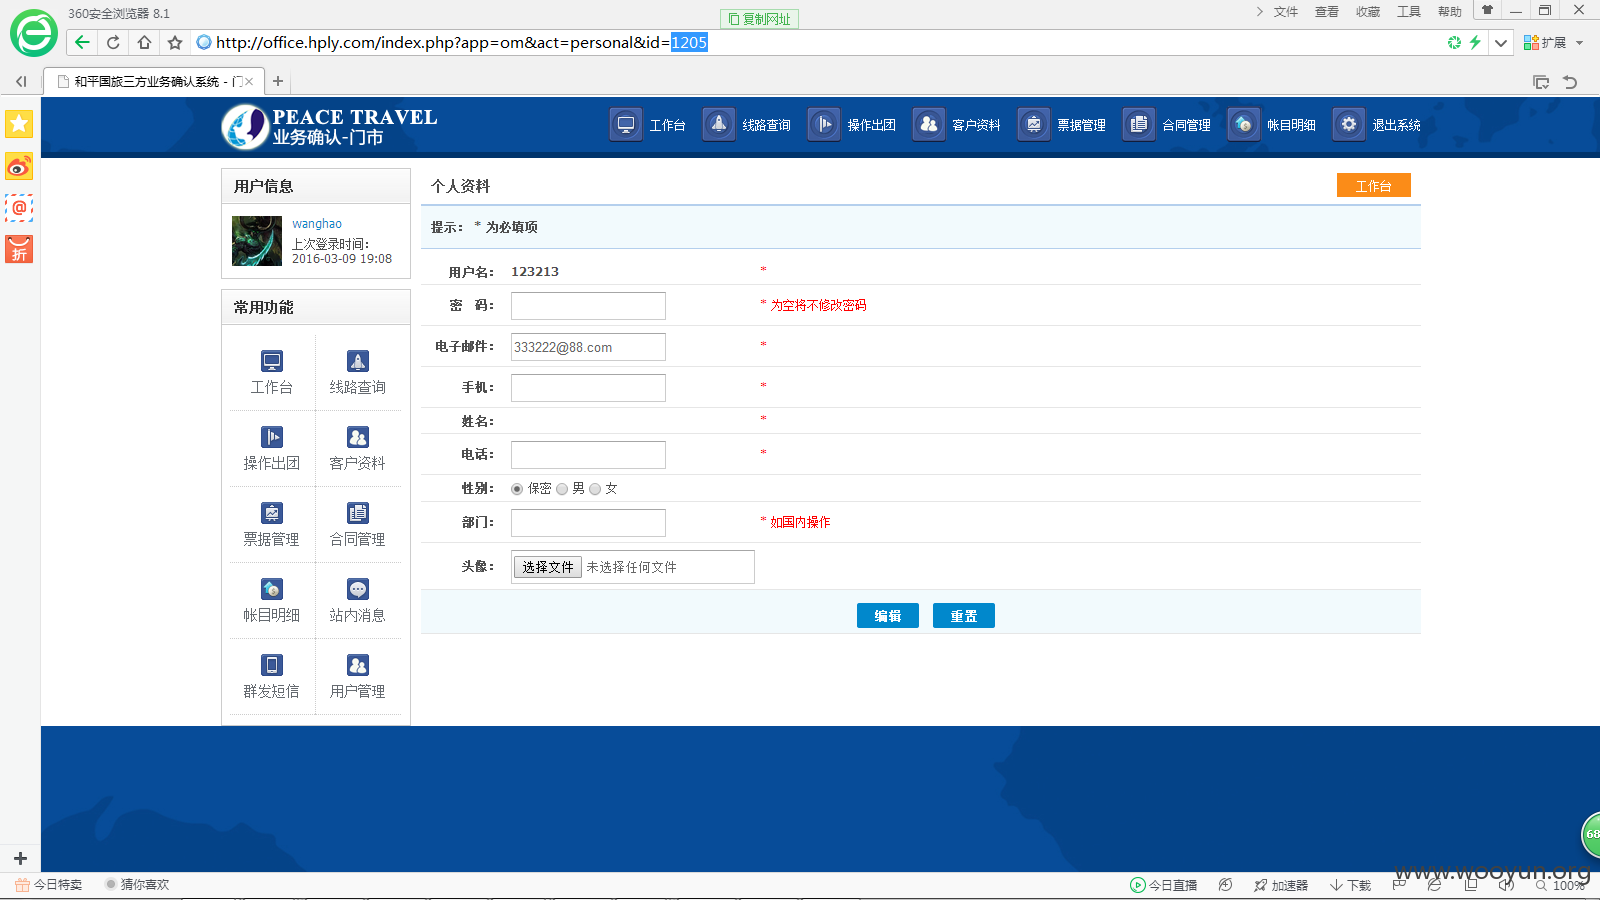 360安全浏览器 8.1
复制网址
文件 查看 收藏 工具 帮助
http://office.hply.com/index.php?app=om&act=personal&id=1205
扩展
和平国旅三方业务确认系统 - 门
PEACE TRAVEL
业务确认-门市
工作台 线路查询 操作出团 客户资料 票据管理 合同管理 帐目明细 退出系统
用户信息
wanghao
上次登录时间：
2016-03-09 19:08
常用功能
工作台 线路查询
操作出团 客户资料
票据管理 合同管理
帐目明细 站内消息
群发短信 用户管理
个人资料
工作台
提示： * 为必填项
用户名： 123213 *
密 码： * 为空将不修改密码
电子邮件： 333222@88.com *
手机： *
姓名： *
电话： *
性别： 保密 男 女
部门： * 如国内操作
头像： 选择文件 未选择任何文件
编辑 重置
折
68
www.wooyun.org
今日特卖 猜你喜欢
今日直播 加速器 下载 100%